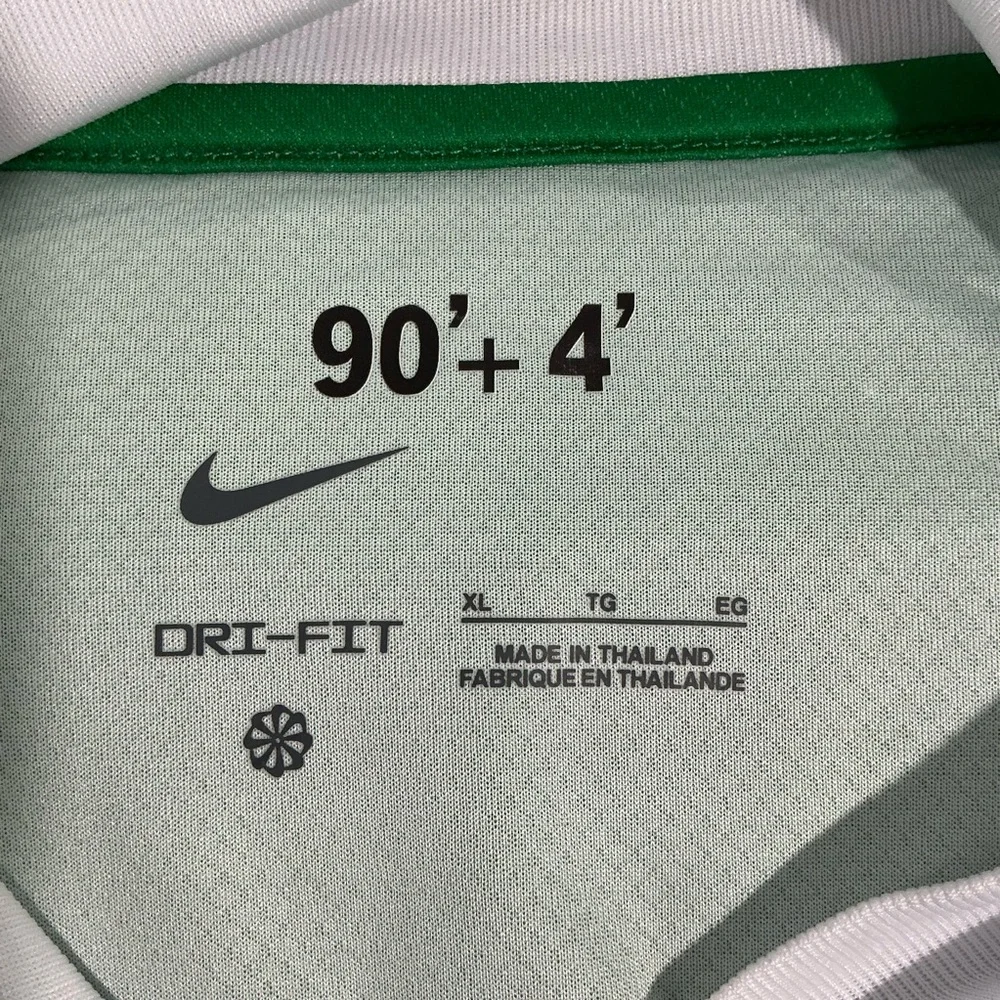 90’+ 4’
XL TG EG
DRI-FIT
MADE IN THAILAND
FABRIQUE EN THAILANDE